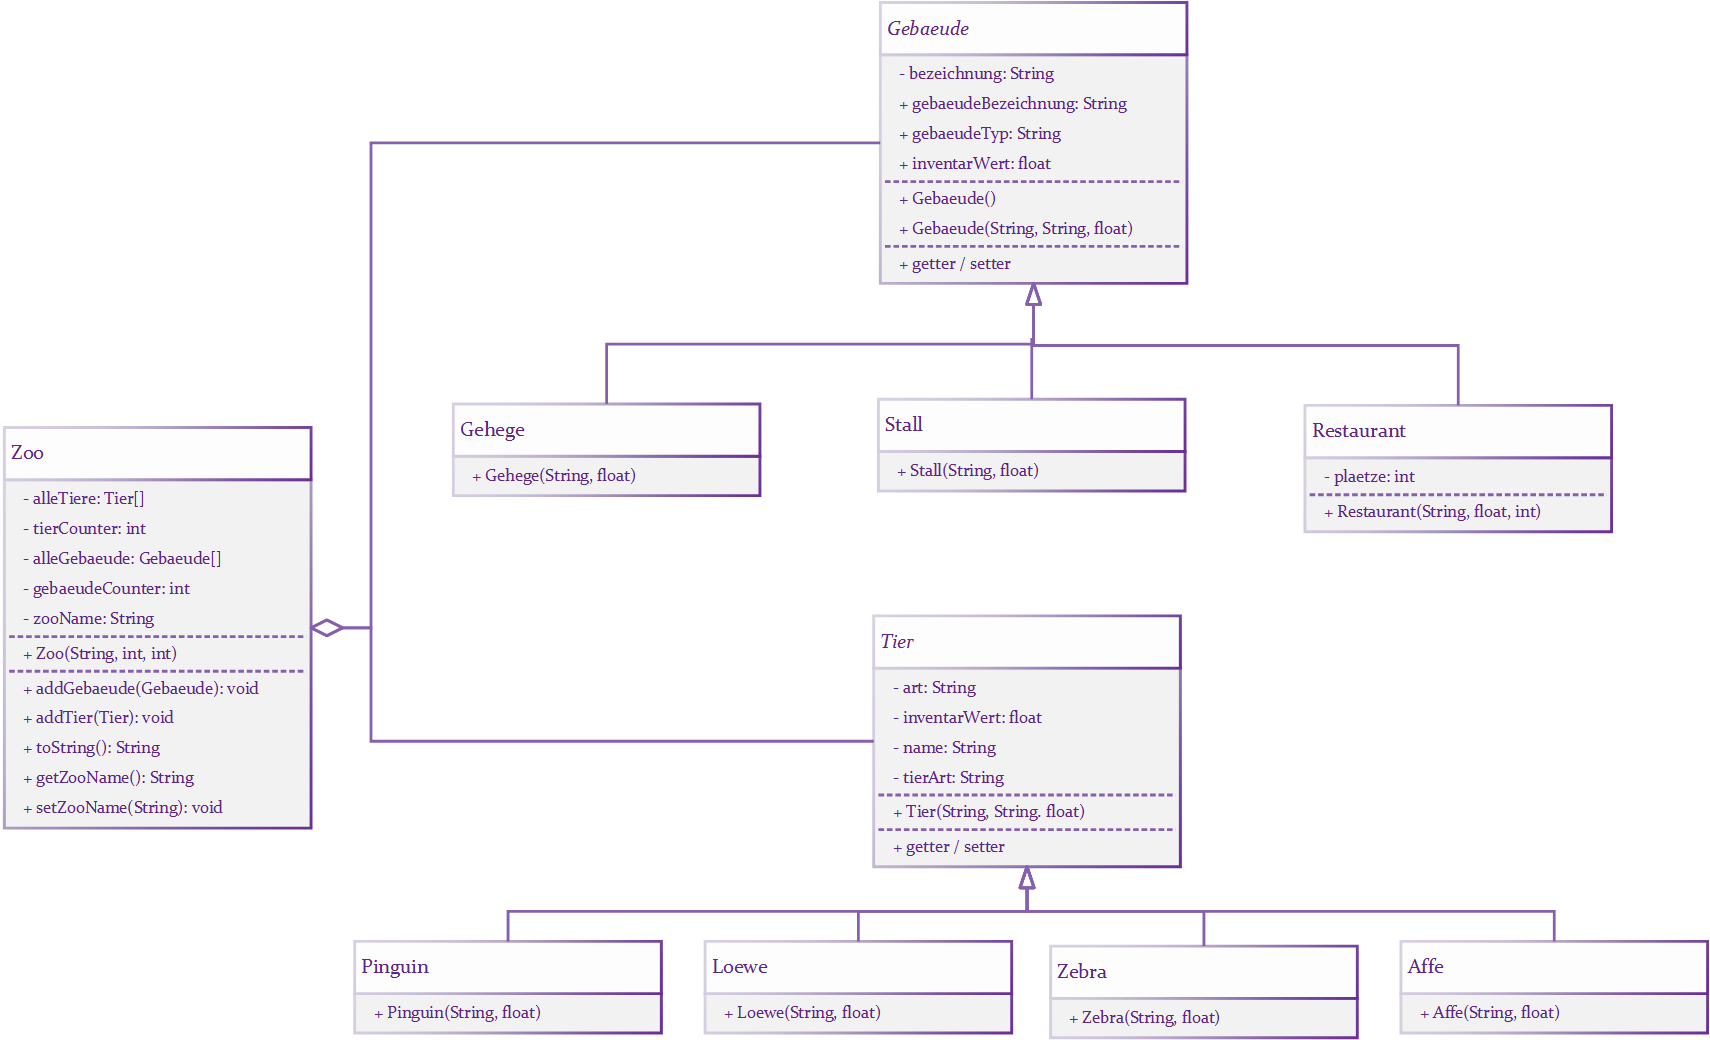 Gebaeude
- bezeichnung: String
+ gebaeudeBezeichnung: String
+ gebaeudeTyp: String
+ inventarWert: float
+ Gebaeude()
+ Gebaeude(String, String, float)
+ getter / setter
Gehege
+ Gehege(String, float)
Stall
+ Stall(String, float)
Restaurant
- plaetze: int
+ Restaurant(String, float, int)
Zoo
- alleTiere: Tier[]
- tierCounter: int
- alleGebaeude: Gebaeude[]
- gebaeudeCounter: int
- zooName: String
+ Zoo(String, int, int)
+ addGebaeude(Gebaeude): void
+ addTier(Tier): void
+ toString(): String
+ getZooName(): String
+ setZooName(String): void
Tier
- art: String
- inventarWert: float
- name: String
- tierArt: String
+ Tier(String, String. float)
+ getter / setter
Pinguin
+ Pinguin(String, float)
Loewe
+ Loewe(String, float)
Zebra
+ Zebra(String, float)
Affe
+ Affe(String, float)